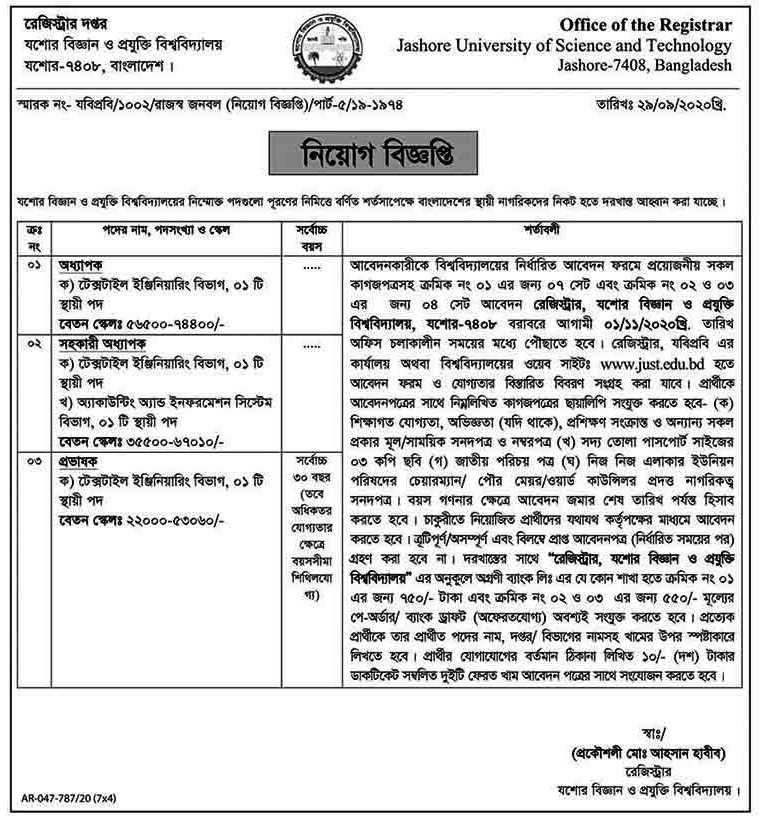 রেজিস্ট্রার দপ্তর
যশোর বিজ্ঞান ও প্রযুক্তি বিশ্ববিদ্যালয়
যশোর-৭৪০৮, বাংলাদেশ।
Office of the Registrar
Jashore University of Science and Technology
Jashore-7408, Bangladesh
স্মারক নং- যবিপ্রবি/১০০২/রাজস্ব জনবল (নিয়োগ বিজ্ঞপ্তি)/পার্ট-৫/১৯-১৯৭৪
তারিখঃ ২৯/০৯/২০২০খ্রি.
নিয়োগ বিজ্ঞপ্তি
যশোর বিজ্ঞান ও প্রযুক্তি বিশ্ববিদ্যালয়ের নিম্নোক্ত পদগুলো পূরণের নিমিত্তে বর্ণিত শর্তসাপেক্ষে বাংলাদেশের স্থায়ী নাগরিকদের নিকট হতে দরখাস্ত আহ্বান করা যাচ্ছে।
ক্রঃ
নং
পদের নাম, পদসংখ্যা ও স্কেল
সর্বোচ্চ
বয়স
শর্তাবলী
০১
অধ্যাপক
ক) টেক্সটাইল ইঞ্জিনিয়ারিং বিভাগ, ০১ টি
স্থায়ী পদ
বেতন স্কেলঃ ৫৬৫০০-৭৪৪০০/-
.....
০২
সহকারী অধ্যাপক
ক) টেক্সটাইল ইঞ্জিনিয়ারিং বিভাগ, ০১ টি
স্থায়ী পদ
খ) অ্যাকাউন্টিং অ্যান্ড ইনফরমেশন সিস্টেম
বিভাগ, ০১ টি স্থায়ী পদ
বেতন স্কেলঃ ৩৫৫০০-৬৭০১০/-
.....
০৩
প্রভাষক
ক) টেক্সটাইল ইঞ্জিনিয়ারিং বিভাগ, ০১ টি
স্থায়ী পদ
বেতন স্কেলঃ ২২০০০-৫৩০৬০/-
সর্বোচ্চ
৩০ বছর
(তবে
অধিকতর
যোগ্যতার
ক্ষেত্রে
বয়সসীমা
শিথিলযো
গ্য)
আবেদনকারীকে বিশ্ববিদ্যালয়ের নির্ধারিত আবেদন ফরমে প্রয়োজনীয় সকল
কাগজপত্রসহ ক্রমিক নং ০১ এর জন্য ০৭ সেট এবং ক্রমিক নং ০২ ও ০৩
এর জন্য ০৪ সেট আবেদন রেজিস্ট্রার, যশোর বিজ্ঞান ও প্রযুক্তি
বিশ্ববিদ্যালয়, যশোর-৭৪০৮ বরাবরে আগামী ০১/১১/২০২০খ্রি. তারিখ
অফিস চলাকালীন সময়ের মধ্যে পৌছাতে হবে। রেজিস্ট্রার, যবিপ্রবি এর
কার্যালয় অথবা বিশ্ববিদ্যালয়ের ওয়েব সাইটঃ www.just.edu.bd হতে
আবেদন ফরম ও যোগ্যতার বিস্তারিত বিবরণ সংগ্রহ করা যাবে। প্রার্থীকে
আবেদনপত্রের সাথে নিম্নলিখিত কাগজপত্রের ছায়ালিপি সংযুক্ত করতে হবে- (ক)
শিক্ষাগত যোগ্যতা, অভিজ্ঞতা (যদি থাকে), প্রশিক্ষণ সংক্রান্ত ও অন্যান্য সকল
প্রকার মূল/সাময়িক সনদপত্র ও নম্বরপত্র (খ) সদ্য তোলা পাসপোর্ট সাইজের
০৩ কপি ছবি (গ) জাতীয় পরিচয় পত্র (ঘ) নিজ নিজ এলাকার ইউনিয়ন
পরিষদের চেয়ারম্যান/ পৌর মেয়র/ওয়ার্ড কাউন্সিলর প্রদত্ত নাগরিকত্ব
সনদপত্র। বয়স গণনার ক্ষেত্রে আবেদন জমার শেষ তারিখ পর্যন্ত হিসাব
করতে হবে। চাকুরীতে নিয়োজিত প্রার্থীদের যথাযথ কর্তৃপক্ষের মাধ্যমে আবেদন
করতে হবে। ত্রুটিপূর্ণ/অসম্পূর্ণ এবং বিলম্বে প্রাপ্ত আবেদনপত্র (নির্ধারিত সময়ের পর)
গ্রহণ করা হবে না। দরখাস্তের সাথে “রেজিস্ট্রার, যশোর বিজ্ঞান ও প্রযুক্তি
বিশ্ববিদ্যালয়” এর অনুকূলে অগ্রণী ব্যাংক লিঃ এর যে কোন শাখা হতে ক্রমিক নং ০১
এর জন্য ৭৫০/- টাকা এবং ক্রমিক নং ০২ ও ০৩ এর জন্য ৫৫০/- মূল্যের
পে-অর্ডার/ ব্যাংক ড্রাফট (অফেরতযোগ্য) অবশ্যই সংযুক্ত করতে হবে। প্রত্যেক
প্রার্থীকে তার প্রার্থীত পদের নাম, দপ্তর/ বিভাগের নামসহ খামের উপর স্পষ্টাকারে
লিখতে হবে। প্রার্থীর যোগাযোগের বর্তমান ঠিকানা লিখিত ১০/- (দশ) টাকার
ডাকটিকেট সম্বলিত দুইটি ফেরত খাম আবেদন পত্রের সাথে সংযোজন করতে হবে।
স্বাঃ/
(প্রকৌশলী মোঃ আহসান হাবীব)
রেজিস্ট্রার
যশোর বিজ্ঞান ও প্রযুক্তি বিশ্ববিদ্যালয়।
AR-047-787/20 (7x4)